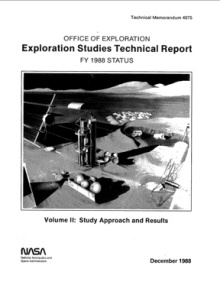 Technical Memorandum 4075
OFFICE OF EXPLORATION
Exploration Studies Technical Report
FY 1988 STATUS
Volume II: Study Approach and Results
NASA
National Aeronautics and
Space Administration
December 1988